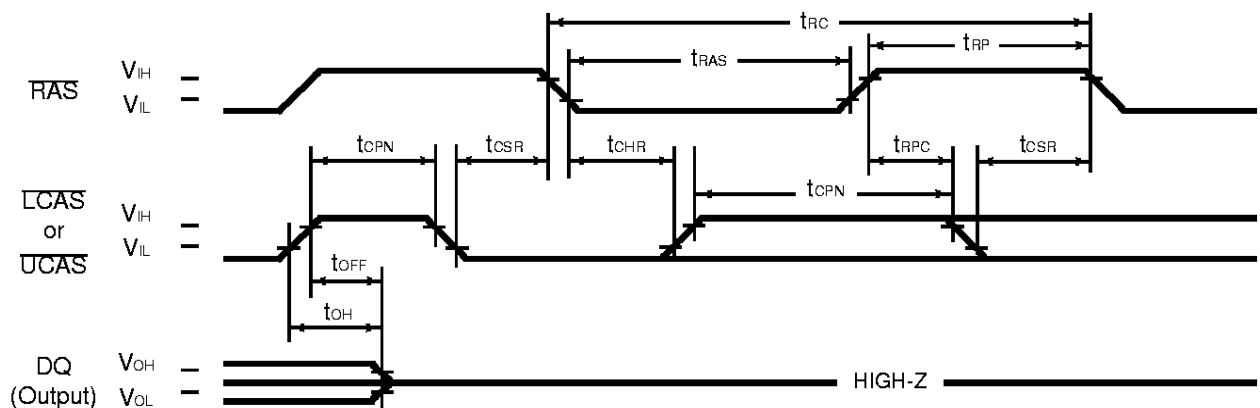 tRC
tRP
tRAS
RAS
VIH
VIL
tCPN
tCSR
tCHR
tRPC
tCSR
tCPN
LCAS
or
UCAS
VIH
VIL
tOFF
tOH
DQ
(Output)
VOH
VOL
HIGH-Z